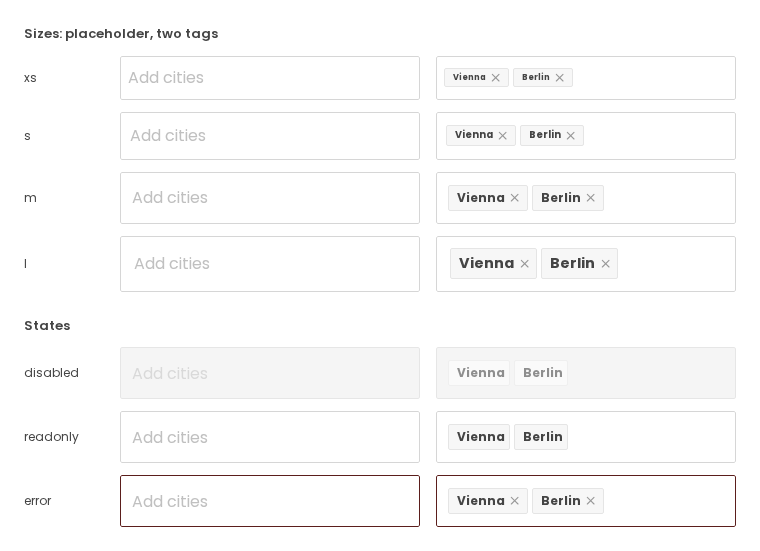 Sizes: placeholder, two tags
xs Add cities Vienna Berlin
s Add cities Vienna Berlin
m Add cities Vienna Berlin
l Add cities Vienna Berlin
States
disabled Add cities Vienna Berlin
readonly Add cities Vienna Berlin
error Add cities Vienna Berlin